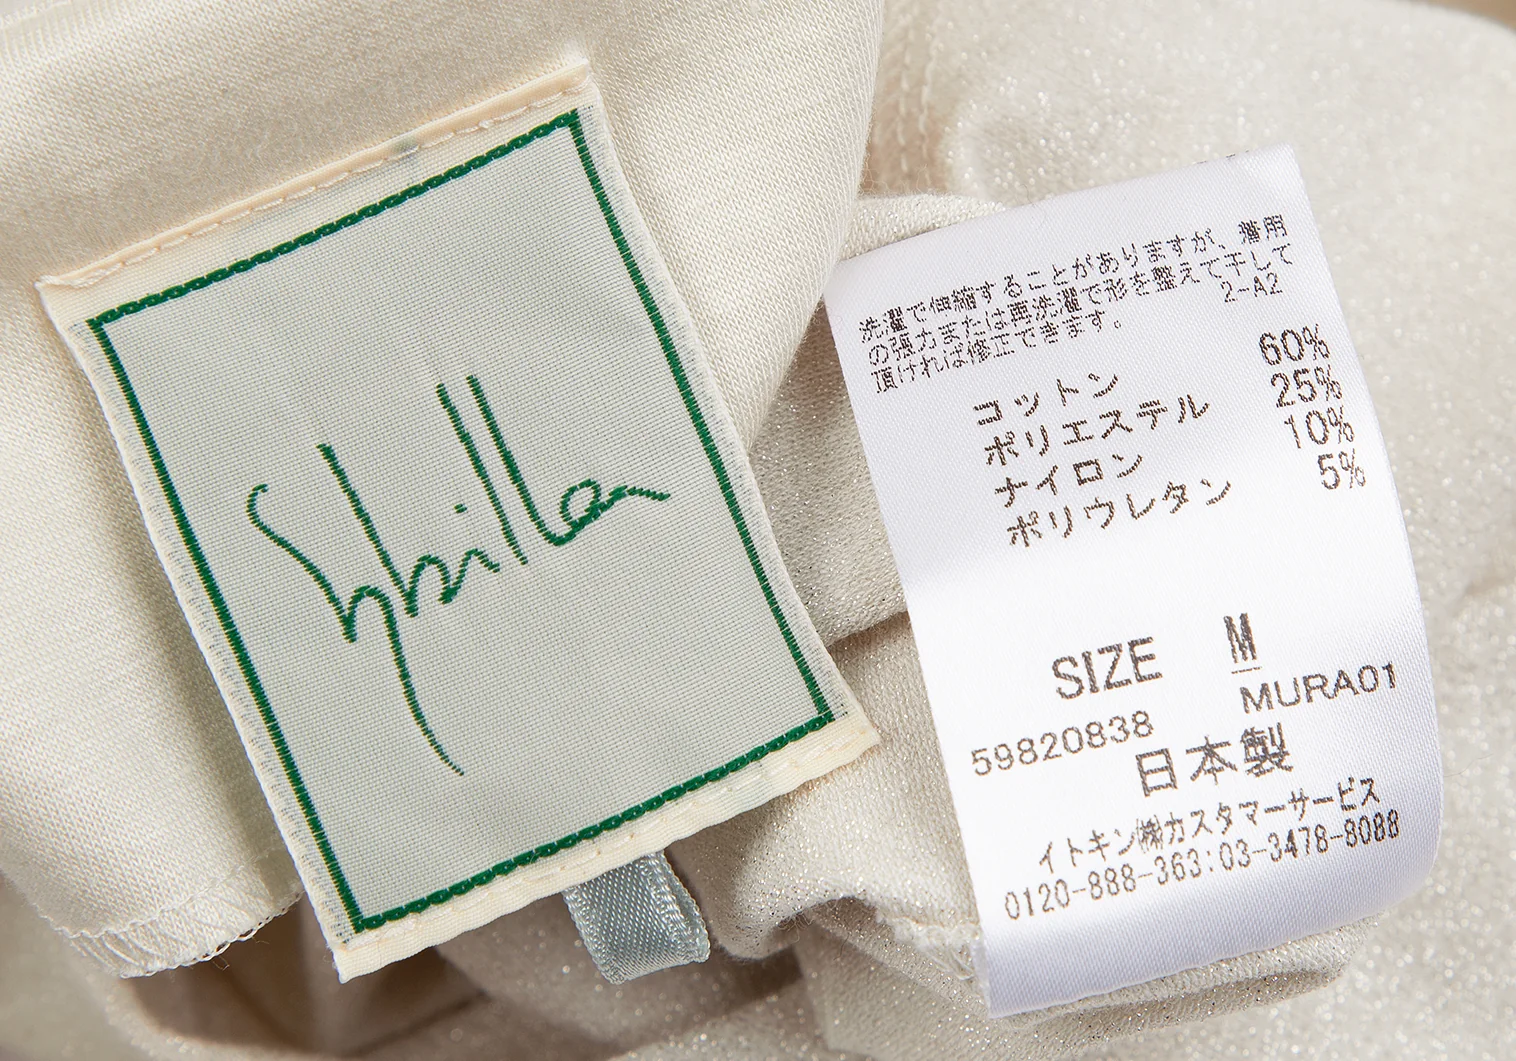 Sybilla
洗濯で伸縮することがありますが、着用
の張力または再洗濯で形を整えて干して
頂ければ修正できます。
2-A2
コットン 60%
ポリエステル 25%
ナイロン 10%
ポリウレタン 5%
SIZE M
MURA01
59820838
日本製
イトキン㈱カスタマーサービス
0120-888-363:03-3478-8088